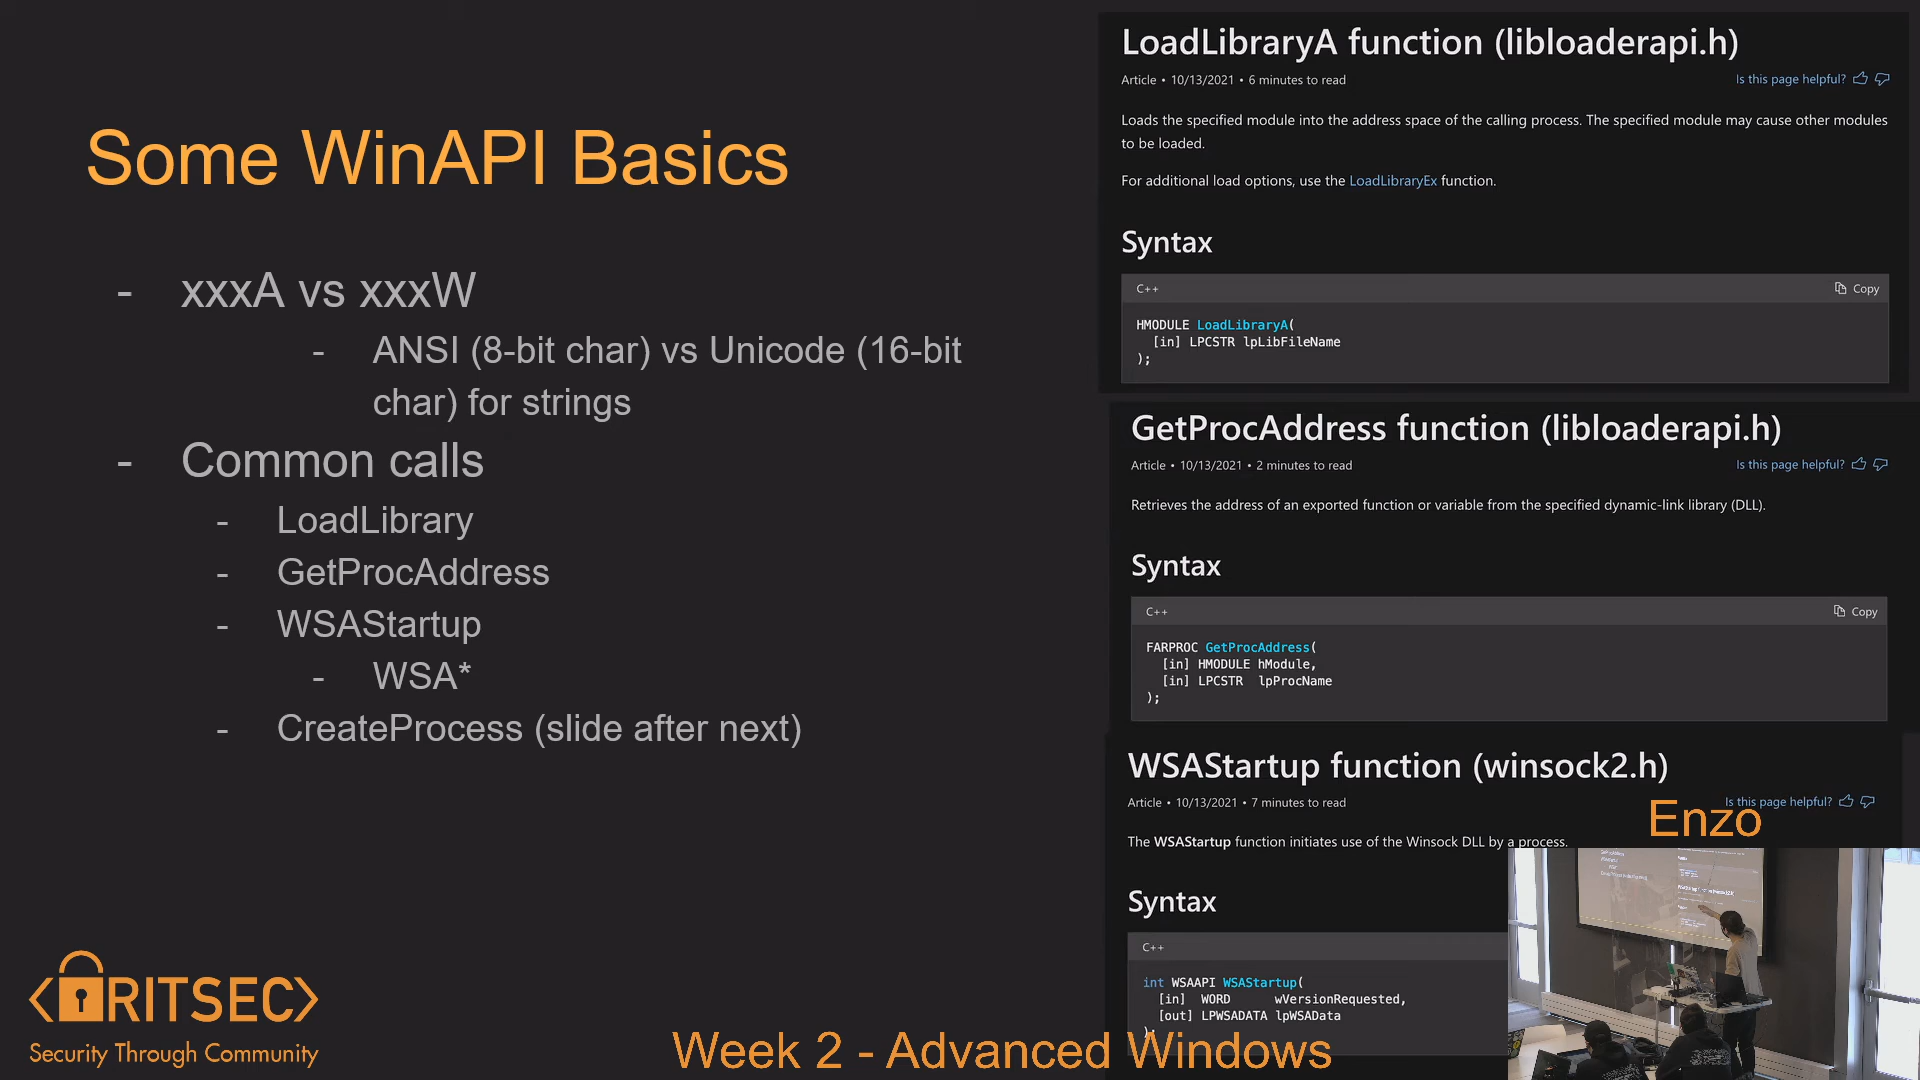 Some WinAPI Basics
- xxxA vs xxxW
- ANSI (8-bit char) vs Unicode (16-bit
char) for strings
- Common calls
- LoadLibrary
- GetProcAddress
- WSAStartup
- WSA*
- CreateProcess (slide after next)
LoadLibraryA function (libloaderapi.h)
Article • 10/13/2021 • 6 minutes to read
Is this page helpful?
Loads the specified module into the address space of the calling process. The specified module may cause other modules
to be loaded.
For additional load options, use the LoadLibraryEx function.
Syntax
C++
Copy
HMODULE LoadLibraryA(
[in] LPCSTR lpLibFileName
);
GetProcAddress function (libloaderapi.h)
Article • 10/13/2021 • 2 minutes to read
Is this page helpful?
Retrieves the address of an exported function or variable from the specified dynamic-link library (DLL).
Syntax
C++
Copy
FARPROC GetProcAddress(
[in] HMODULE hModule,
[in] LPCSTR lpProcName
);
WSAStartup function (winsock2.h)
Article • 10/13/2021 • 7 minutes to read
Is this page helpful?
Enzo
The WSAStartup function initiates use of the Winsock DLL by a process.
Syntax
C++
int WSAAPI WSAStartup(
[in] WORD wVersionRequested,
[out] LPWSADATA lpWSAData
);
<RITSEC>
Security Through Community
Week 2 - Advanced Windows